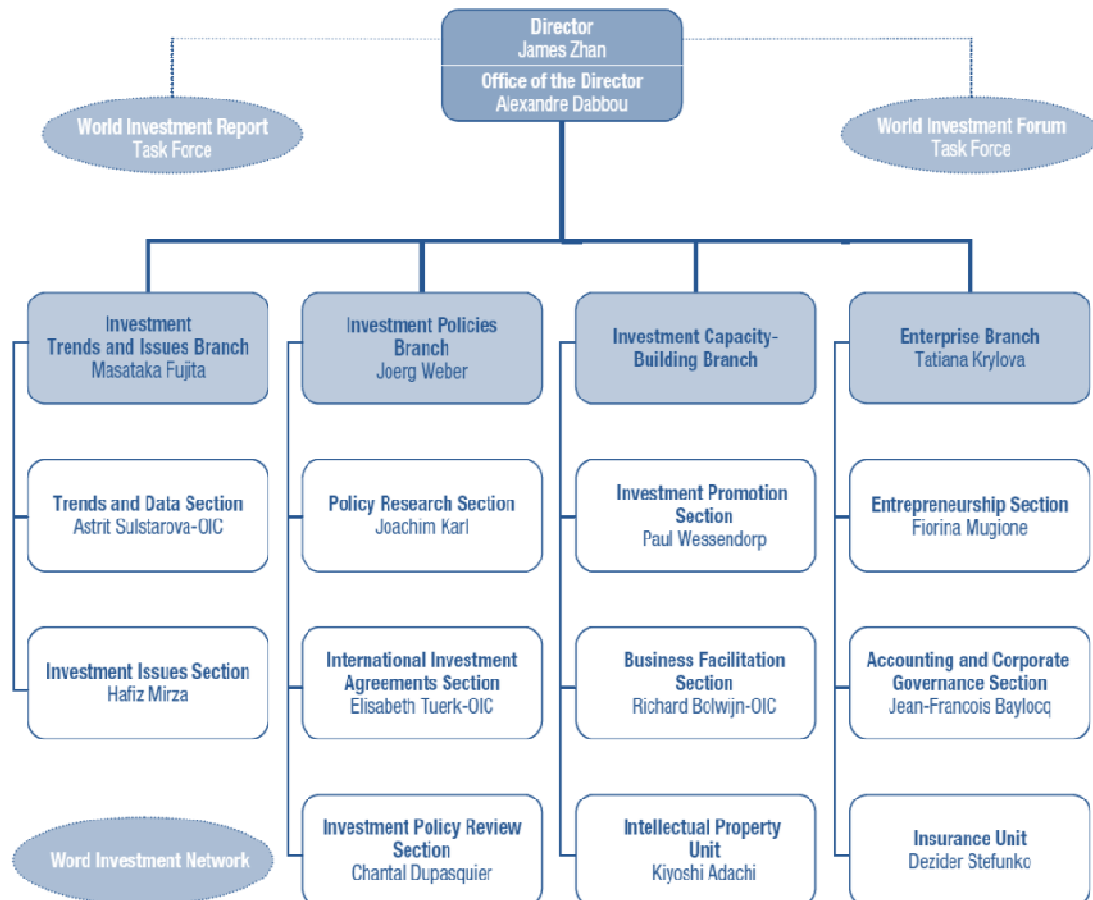 Director
James Zhan
Office of the Director
Alexandre Dabbou
World Investment Report
Task Force
World Investment Forum
Task Force
Investment
Trends and Issues Branch
Masataka Fujita
Investment Policies
Branch
Joerg Weber
Investment Capacity-
Building Branch
Enterprise Branch
Tatiana Krylova
Trends and Data Section
Astrit Sulstarova-OIC
Policy Research Section
Joachim Karl
Investment Promotion
Section
Paul Wessendorp
Entrepreneurship Section
Fiorina Mugione
Investment Issues Section
Hafiz Mirza
International Investment
Agreements Section
Elisabeth Tuerk-OIC
Business Facilitation
Section
Richard Bolwijn-OIC
Accounting and Corporate
Governance Section
Jean-Francois Baylocq
Word Investment Network
Investment Policy Review
Section
Chantal Dupasquier
Intellectual Property
Unit
Kiyoshi Adachi
Insurance Unit
Dezider Stefunko